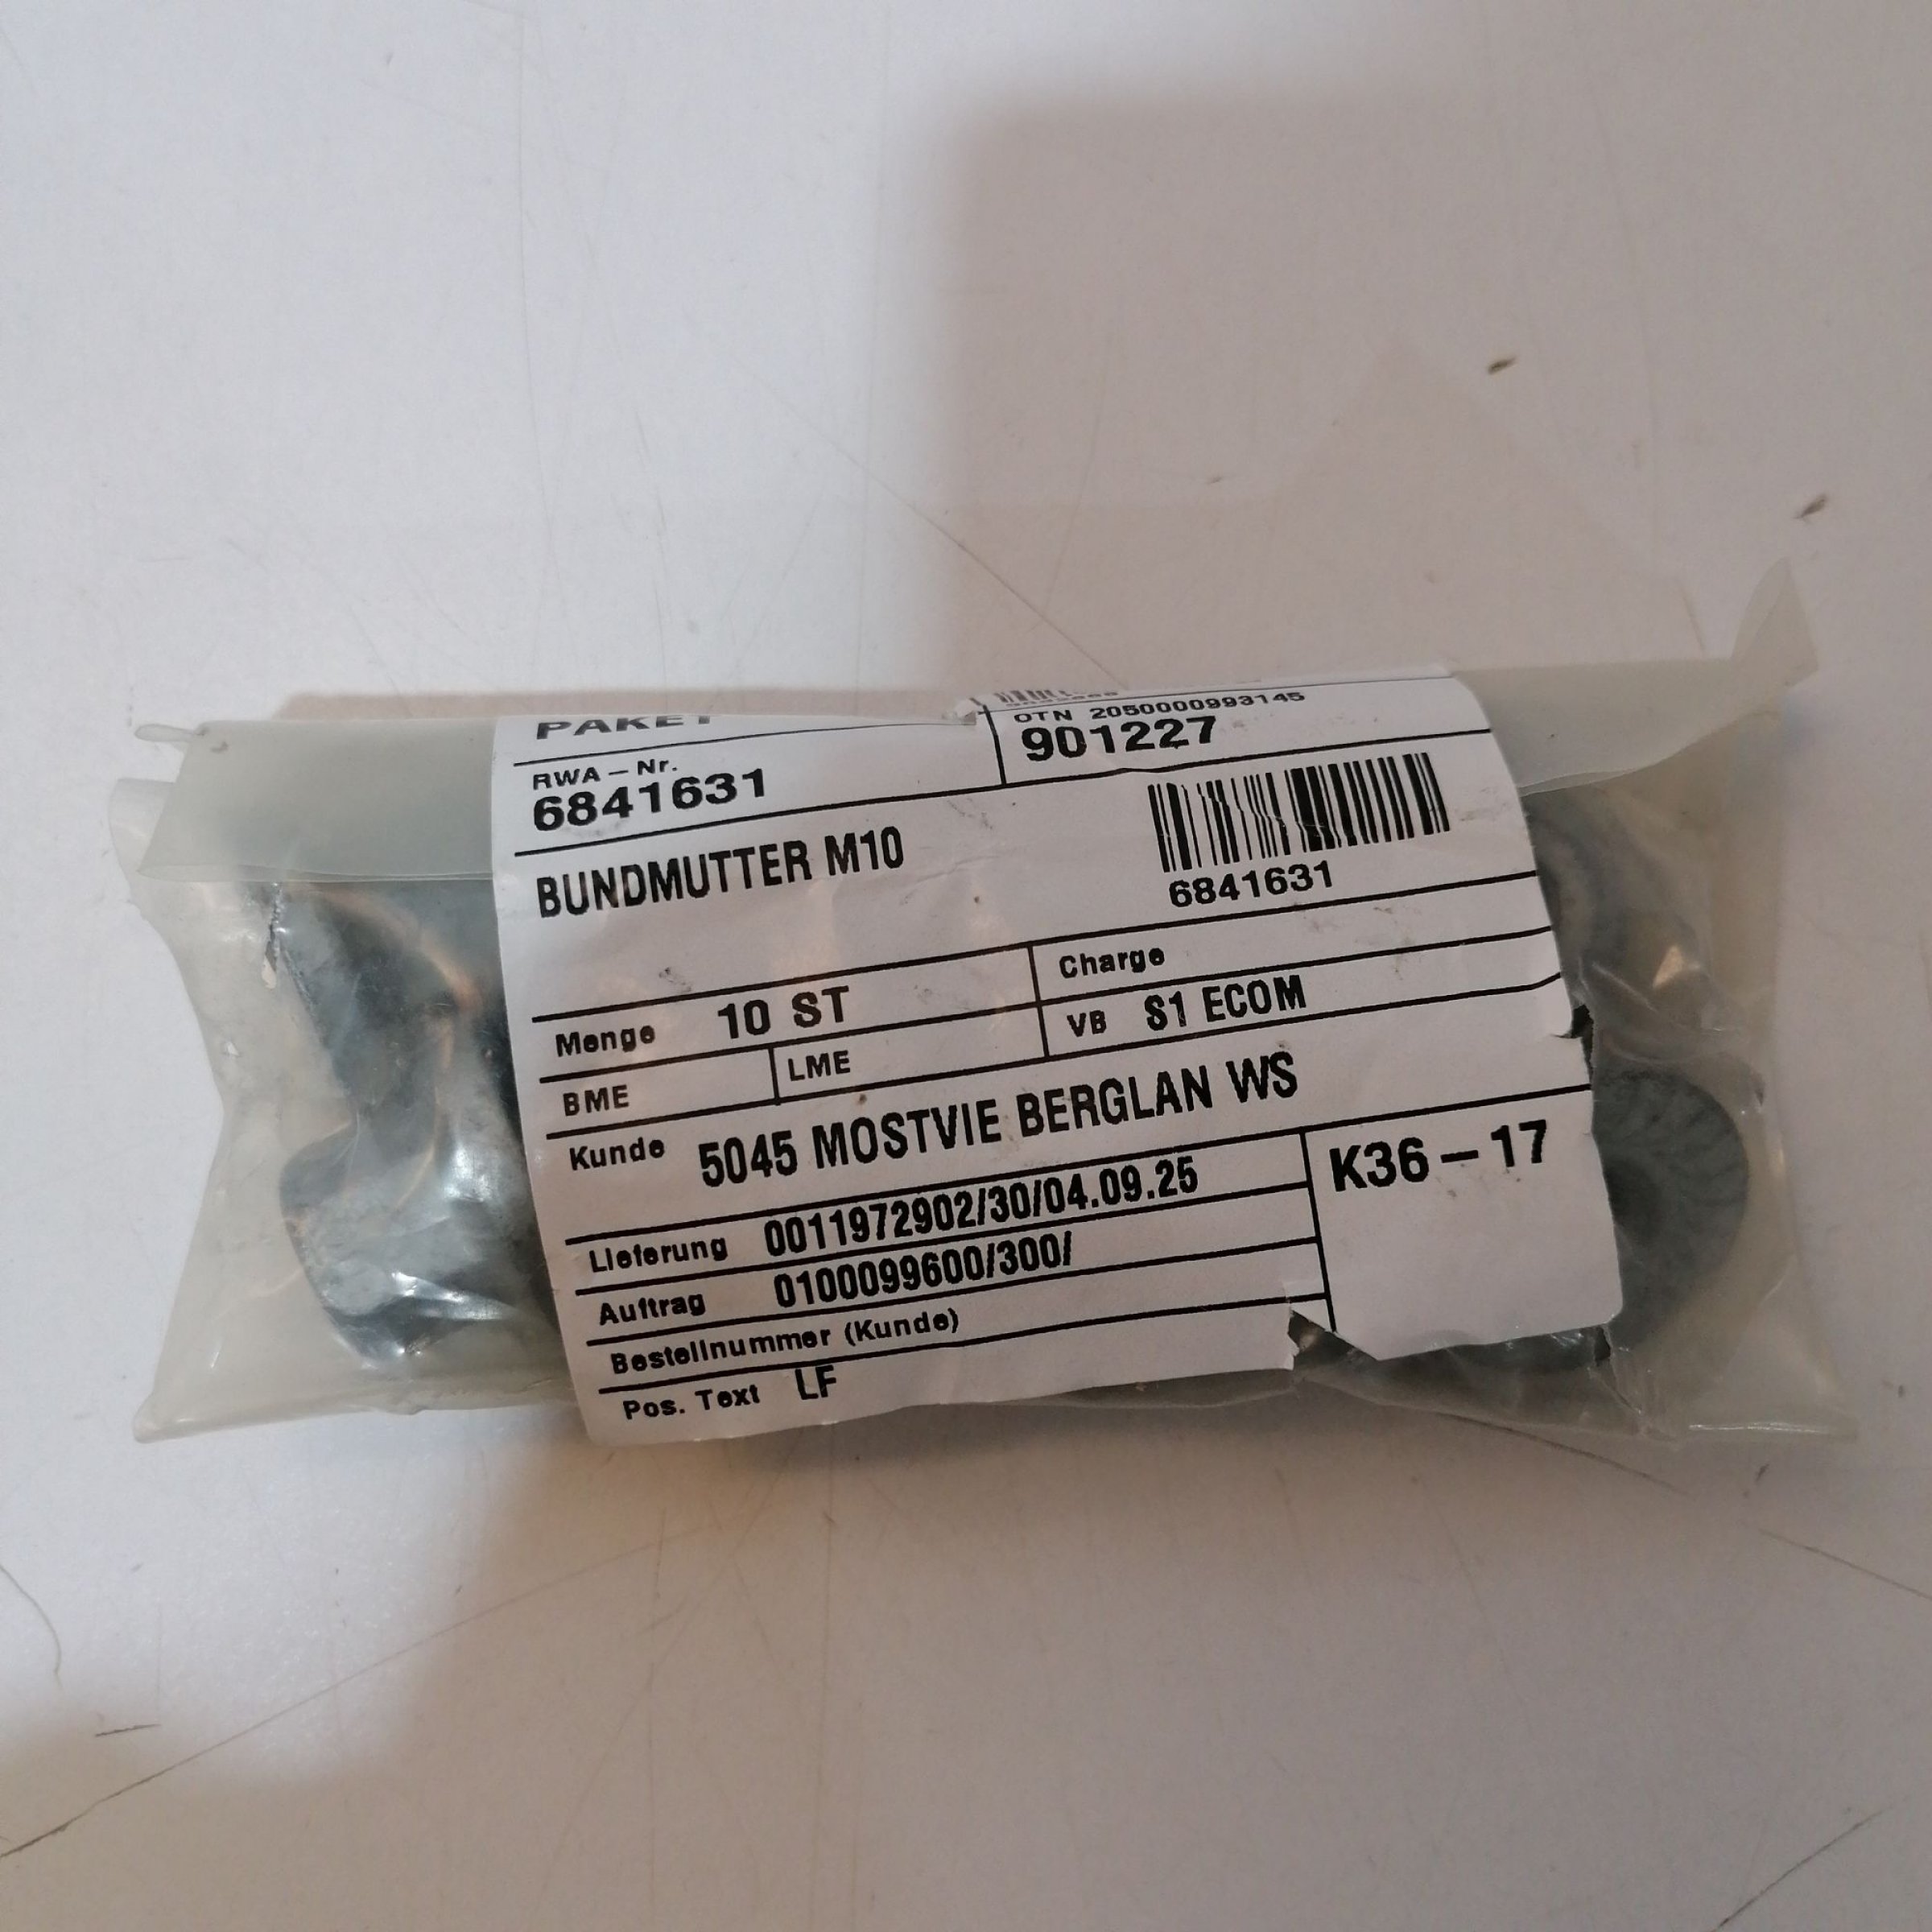 PAKET
OTN 2050000993145
RWA-Nr.
6841631
901227
BUNDMUTTER M10
6841631
Menge 10 ST
Charge
BME
LME
VB S1 ECOM
Kunde 5045 MOSTVIE BERGLAN WS
Lieferung 0011972902/30/04.09.25
K36-17
Auftrag 0100099600/300/
Bestellnummer (Kunde)
Pos. Text LF